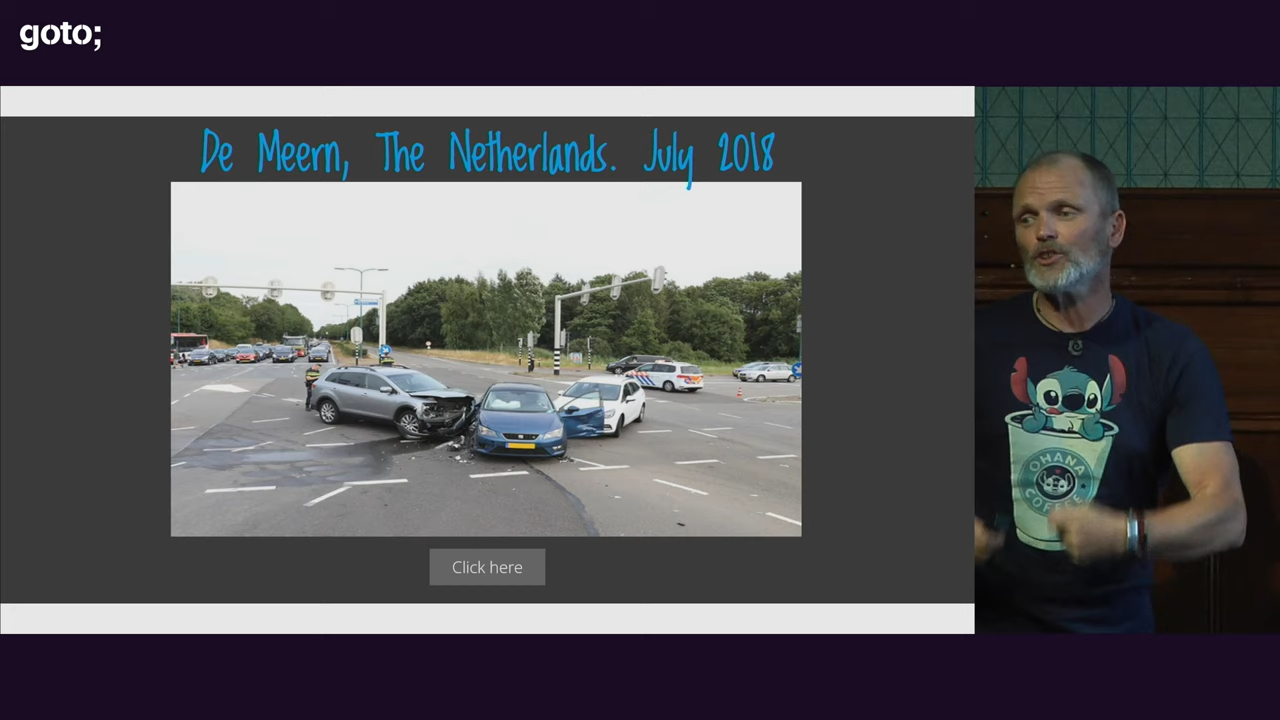 goto;
De Meern, The Netherlands. July 2018
Click here
OHANA
COFFEE